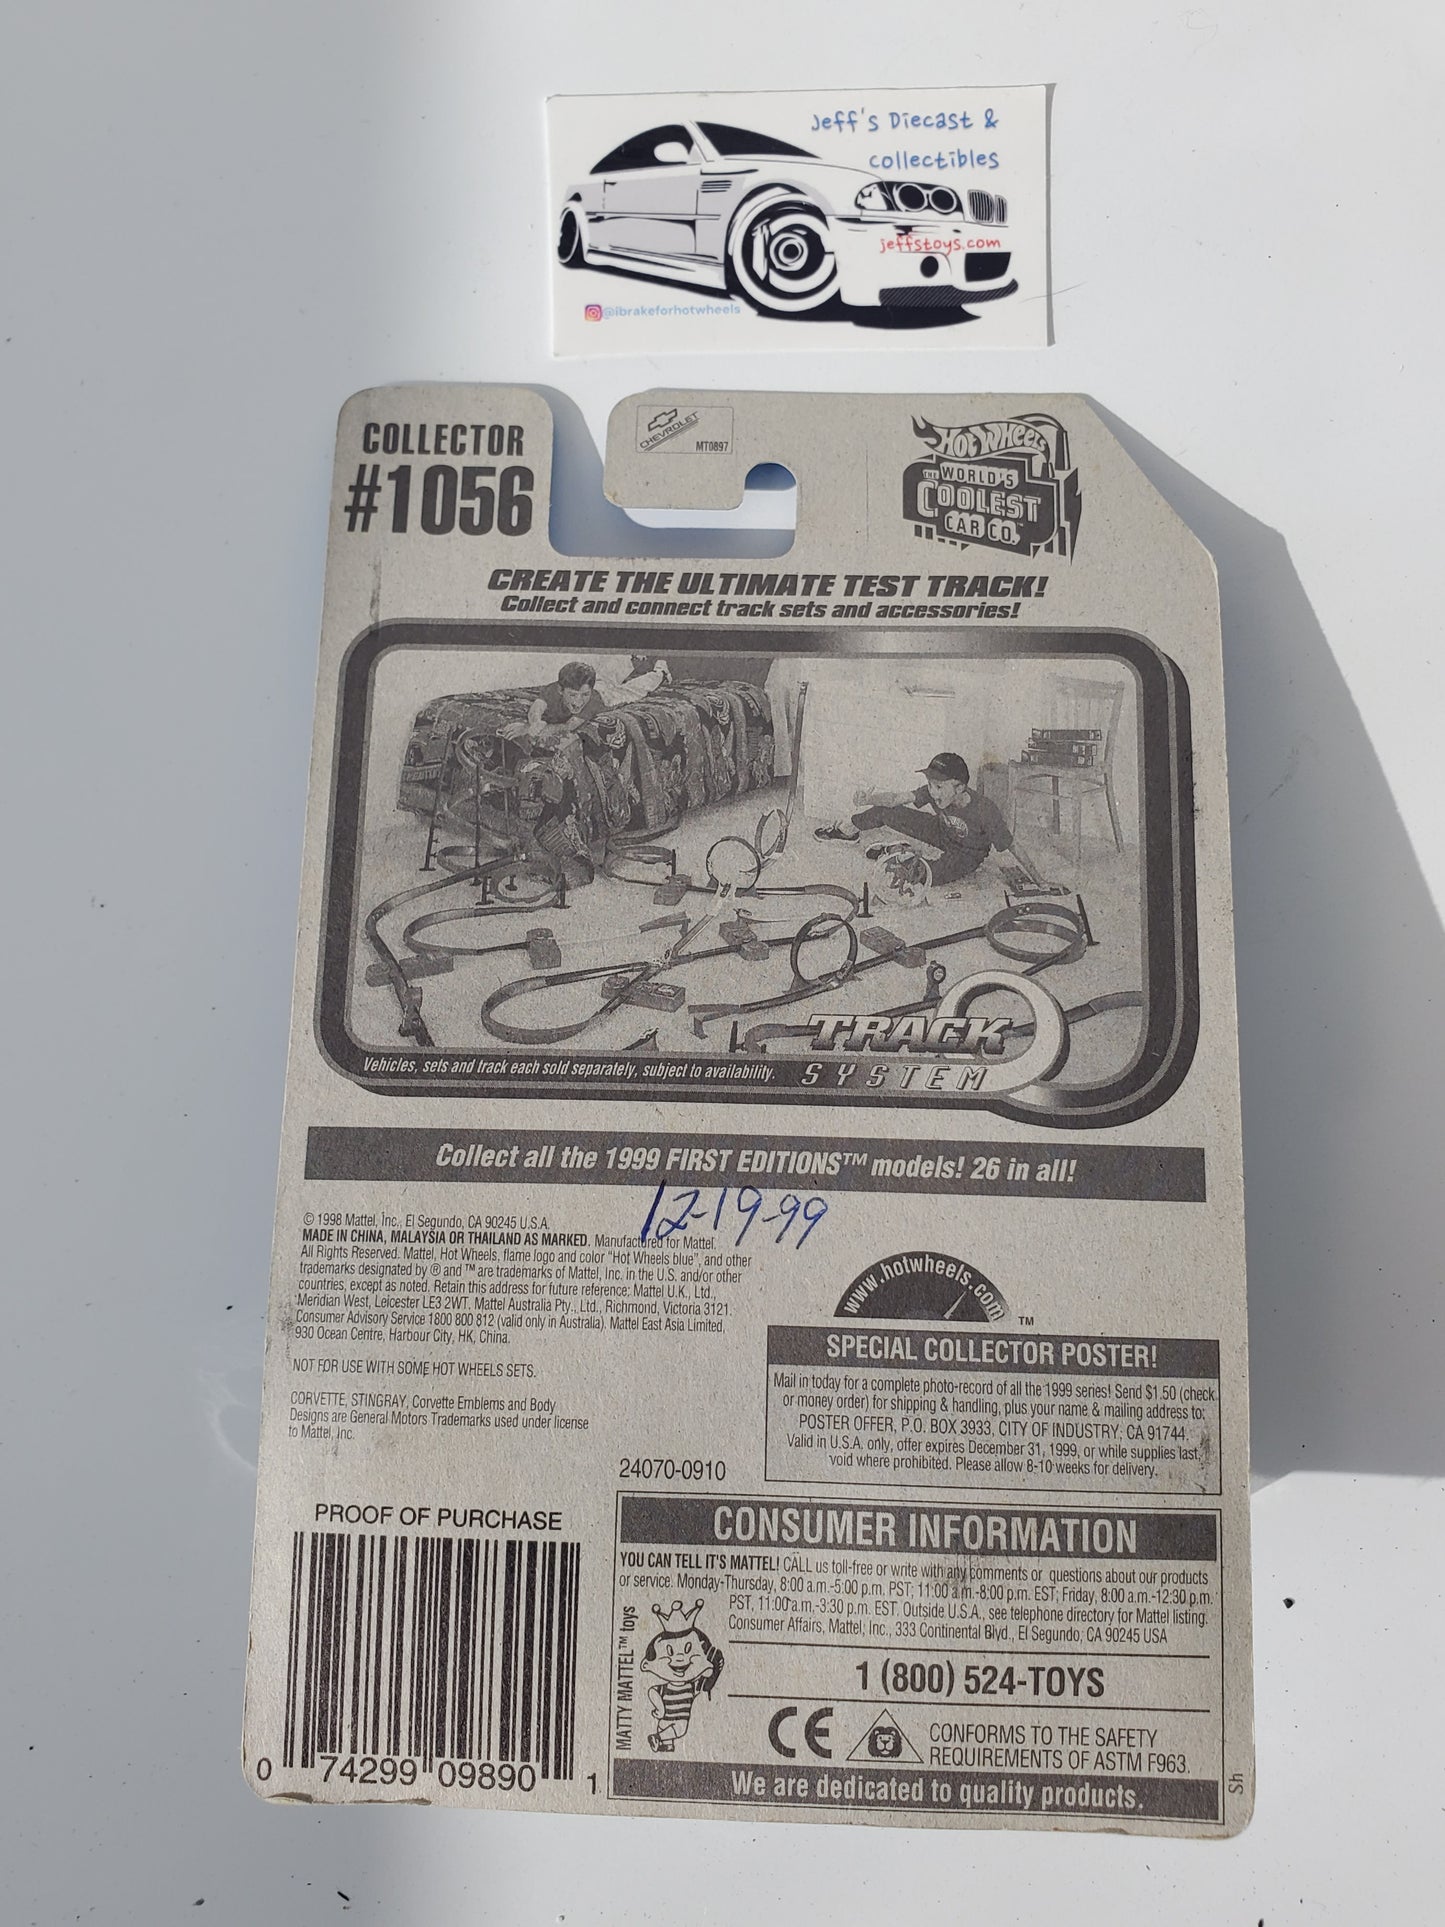 Jeff's Diecast &
collectibles
jeffstoys.com
@ibrakeforhotwheels
COLLECTOR
#1056
CHEVROLET
MT0897
HOT WHEELS
THE WORLD'S
COOLEST
CAR CO.™
CREATE THE ULTIMATE TEST TRACK!
Collect and connect track sets and accessories!
TRACK
SYSTEM
Vehicles, sets and track each sold separately, subject to availability.
Collect all the 1999 FIRST EDITIONS™ models! 26 in all!
12-19-99
© 1998 Mattel, Inc., El Segundo, CA 90245 U.S.A.
MADE IN CHINA, MALAYSIA OR THAILAND AS MARKED. Manufactured for Mattel.
All Rights Reserved. Mattel, Hot Wheels, flame logo and color "Hot Wheels blue", and other
trademarks designated by ® and ™ are trademarks of Mattel, Inc. in the U.S. and/or other
countries, except as noted. Retain this address for future reference: Mattel U.K., Ltd.,
Meridian West, Leicester LE3 2WT. Mattel Australia Pty., Ltd., Richmond, Victoria 3121.
Consumer Advisory Service 1800 800 812 (valid only in Australia). Mattel East Asia Limited,
930 Ocean Centre, Harbour City, HK, China.
NOT FOR USE WITH SOME HOT WHEELS SETS.
CORVETTE, STINGRAY, Corvette Emblems and Body
Designs are General Motors Trademarks used under license
to Mattel, Inc.
www.hotwheels.com
TM
SPECIAL COLLECTOR POSTER!
Mail in today for a complete photo-record of all the 1999 series! Send $1.50 (check
or money order) for shipping & handling, plus your name & mailing address to:
POSTER OFFER, P.O. BOX 3933, CITY OF INDUSTRY, CA 91744.
Valid in U.S.A. only, offer expires December 31, 1999, or while supplies last,
void where prohibited. Please allow 8-10 weeks for delivery.
24070-0910
PROOF OF PURCHASE
0 74299 09890 1
CONSUMER INFORMATION
YOU CAN TELL IT'S MATTEL! CALL us toll-free or write with any comments or questions about our products
or service. Monday-Thursday, 8:00 a.m.-5:00 p.m. PST; 11:00 a.m.-8:00 p.m. EST; Friday, 8:00 a.m.-12:30 p.m.
PST, 11:00 a.m.-3:30 p.m. EST. Outside U.S.A., see telephone directory for Mattel listing.
Consumer Affairs, Mattel, Inc., 333 Continental Blvd., El Segundo, CA 90245 USA
MATTY MATTEL™ toys
1 (800) 524-TOYS
CE
CONFORMS TO THE SAFETY
REQUIREMENTS OF ASTM F963.
We are dedicated to quality products.
Sh